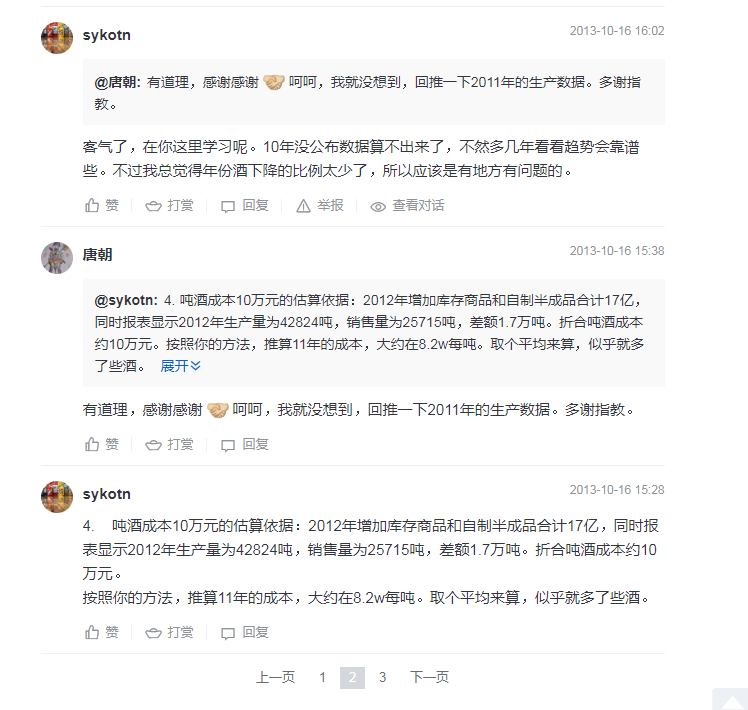 sykotn
2013-10-16 16:02
@唐朝: 有道理，感谢感谢 呵呵，我就没想到，回推一下2011年的生产数据。多谢指
教。
客气了，在你这里学习呢。10年没公布数据算不出来了，不然多几年看看趋势会靠谱
些。不过我总觉得年份酒下降的比例太少了，所以应该是有地方有问题的。
赞 打赏 回复 举报 查看对话
唐朝
2013-10-16 15:38
@sykotn: 4. 吨酒成本10万元的估算依据：2012年增加库存商品和自制半成品合计17亿，
同时报表显示2012年生产量为42824吨，销售量为25715吨，差额1.7万吨。折合吨酒成本
约10万元。按照你的方法，推算11年的成本，大约在8.2w每吨。取个平均来算，似乎就多
了些酒。 展开
有道理，感谢感谢 呵呵，我就没想到，回推一下2011年的生产数据。多谢指教。
赞 打赏 回复
sykotn
2013-10-16 15:28
4. 吨酒成本10万元的估算依据：2012年增加库存商品和自制半成品合计17亿，同时报
表显示2012年生产量为42824吨，销售量为25715吨，差额1.7万吨。折合吨酒成本约10
万元。
按照你的方法，推算11年的成本，大约在8.2w每吨。取个平均来算，似乎就多了些酒。
赞 打赏 回复
上一页 1 2 3 下一页